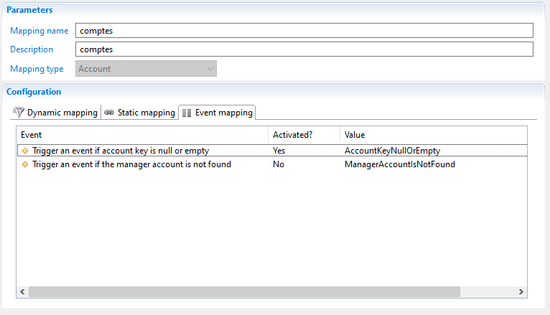 Parameters
Mapping name comptes
Description comptes
Mapping type Account
Configuration
Dynamic mapping Static mapping Event mapping
Event Activated? Value
Trigger an event if account key is null or empty Yes AccountKeyNullOrEmpty
Trigger an event if the manager account is not found No ManagerAccountIsNotFound